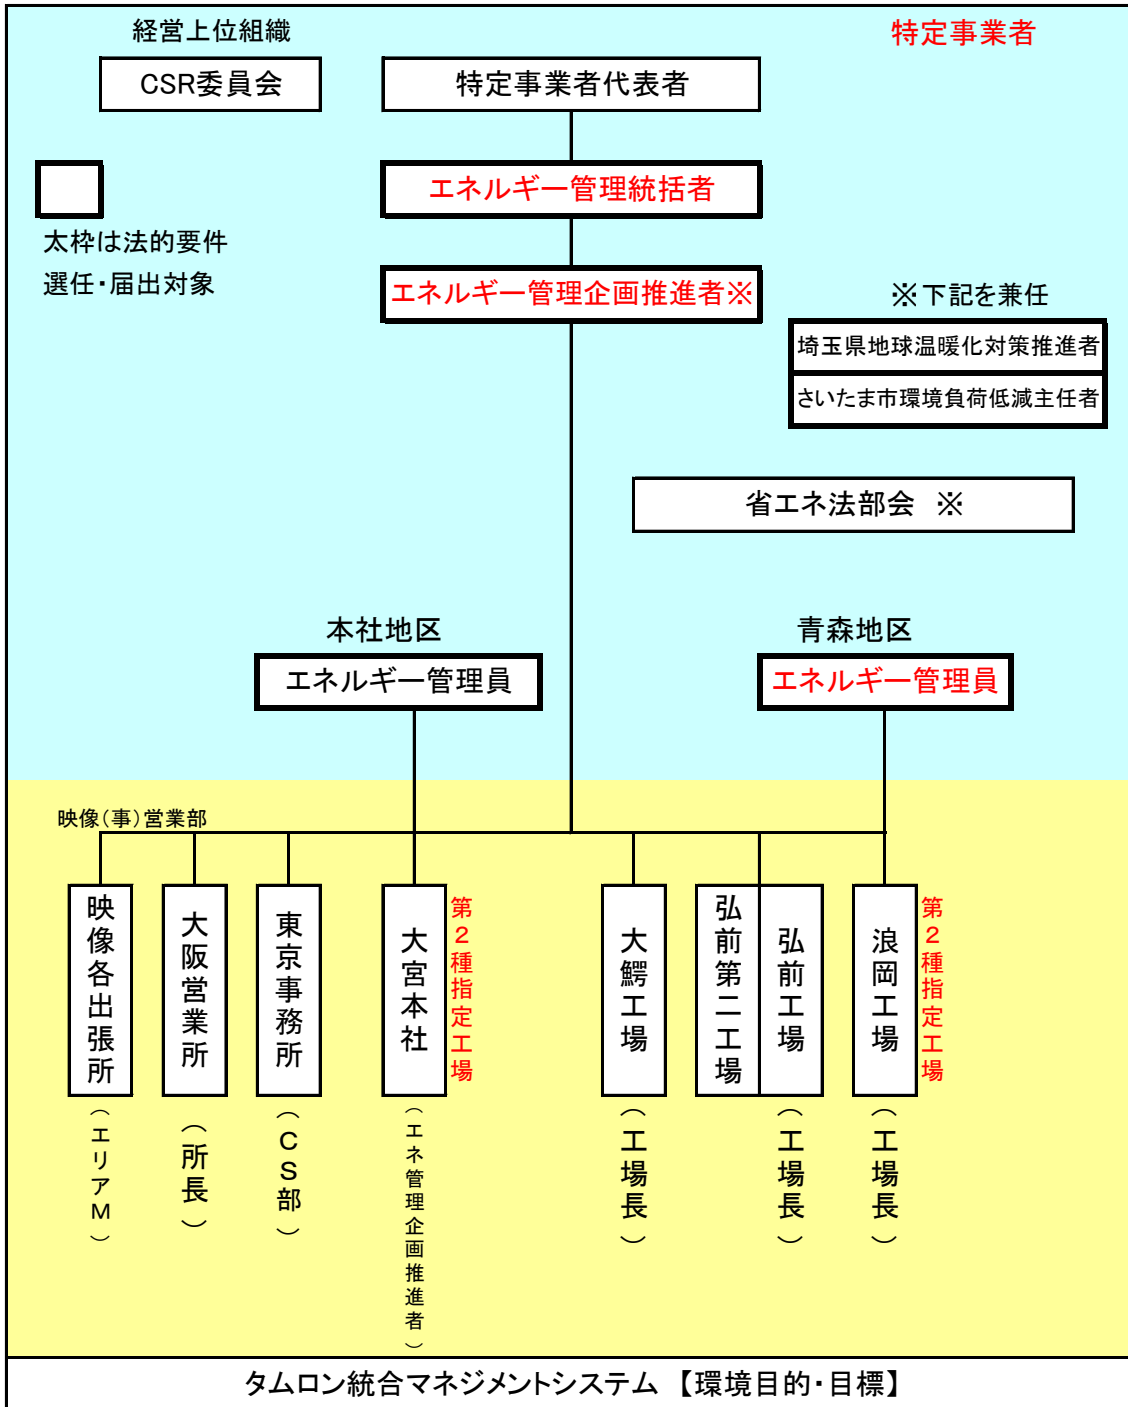 経営上位組織
特定事業者
CSR委員会
特定事業者代表者
エネルギー管理統括者
太枠は法的要件
選任・届出対象
エネルギー管理企画推進者※
※下記を兼任
埼玉県地球温暖化対策推進者
さいたま市環境負荷低減主任者
省エネ法部会 ※
本社地区
エネルギー管理員
青森地区
エネルギー管理員
映像(事)営業部
映像各出張所
(エリアM)
大阪営業所
(所長)
東京事務所
(CS部)
大宮本社
第2種指定工場
(エネ管理企画推進者)
大鰐工場
(工場長)
弘前第二工場
弘前工場
(工場長)
浪岡工場
第2種指定工場
(工場長)
タムロン統合マネジメントシステム 【環境目的・目標】